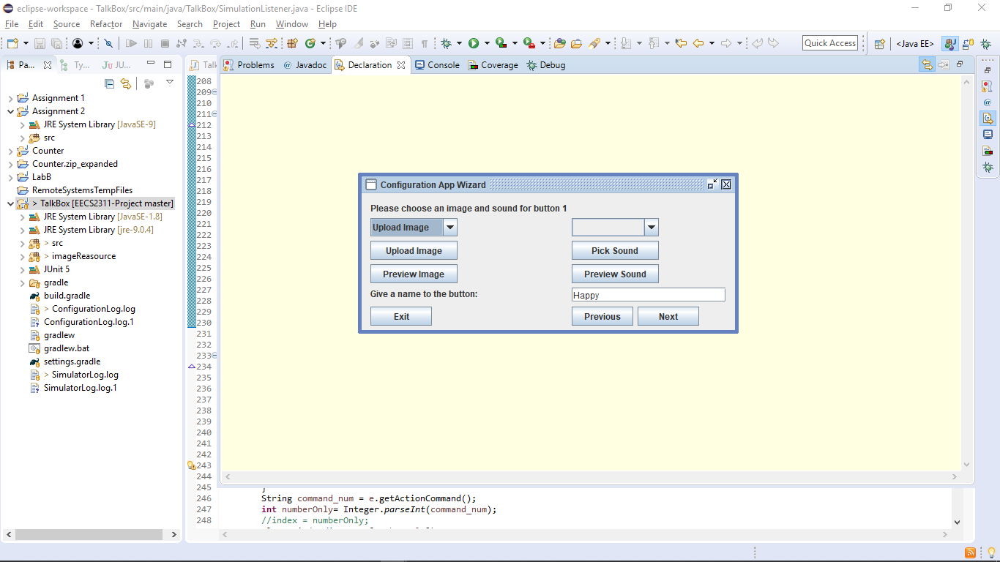 eclipse-workspace - TalkBox/src/main/java/TalkBox/SimulationListener.java - Eclipse IDE
File Edit Source Refactor Navigate Search Project Run Window Help
Quick Access
<Java EE>
Pa...
Ty...
JU...
Talk
Problems
@ Javadoc
Declaration
Console
Coverage
Debug
Assignment 1
Assignment 2
JRE System Library [JavaSE-9]
src
Counter
Counter.zip_expanded
LabB
RemoteSystemsTempFiles
> TalkBox [EECS2311-Project master]
JRE System Library [JavaSE-1.8]
JRE System Library [jre-9.0.4]
> src
> imageReasource
JUnit 5
gradle
build.gradle
> ConfigurationLog.log
ConfigurationLog.log.1
gradlew
gradlew.bat
settings.gradle
> SimulatorLog.log
SimulatorLog.log.1
208
209
210
211
212
213
214
215
216
217
218
219
220
221
222
223
224
225
226
227
228
229
230
231
232
233
234
235
236
237
238
239
240
241
242
243
244
245 }
246 String command_num = e.getActionCommand();
247 int numberOnly= Integer.parseInt(command_num);
248 //index = numberOnly;
Configuration App Wizard
Please choose an image and sound for button 1
Upload Image
Upload Image
Pick Sound
Preview Image
Preview Sound
Give a name to the button:
Happy
Exit
Previous
Next